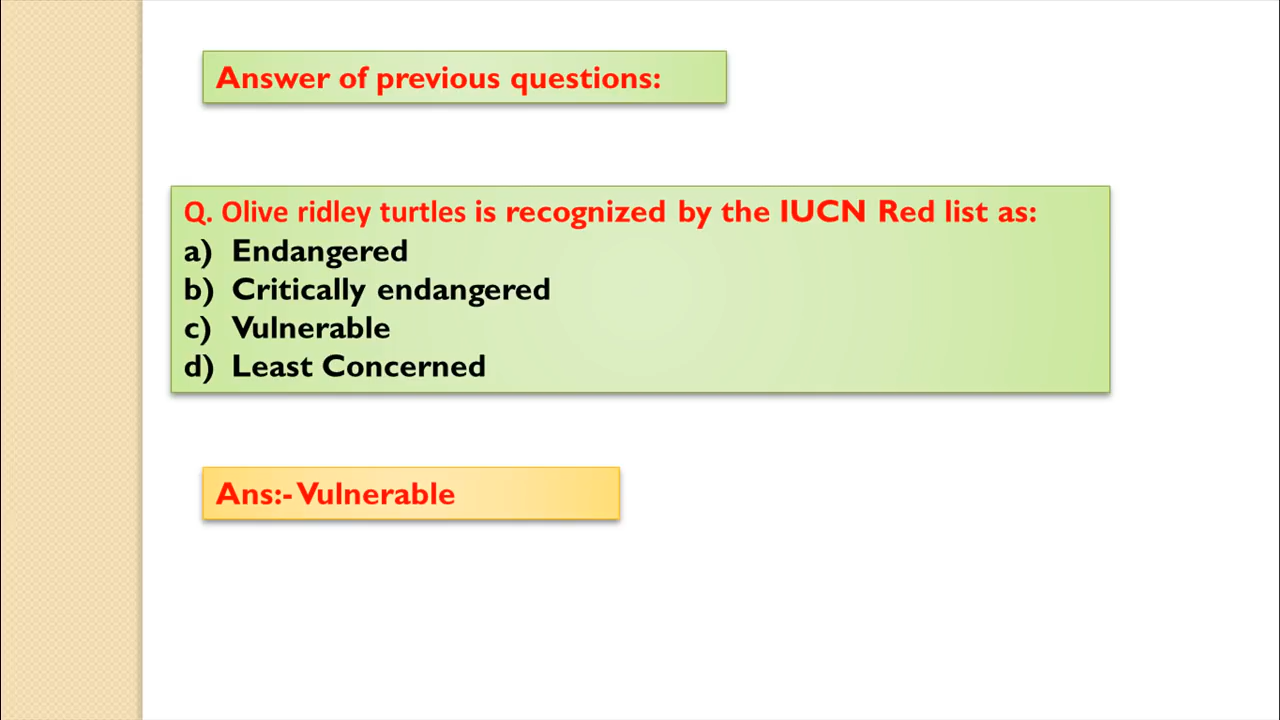 Answer of previous questions:
Q. Olive ridley turtles is recognized by the IUCN Red list as:
a) Endangered
b) Critically endangered
c) Vulnerable
d) Least Concerned
Ans:- Vulnerable